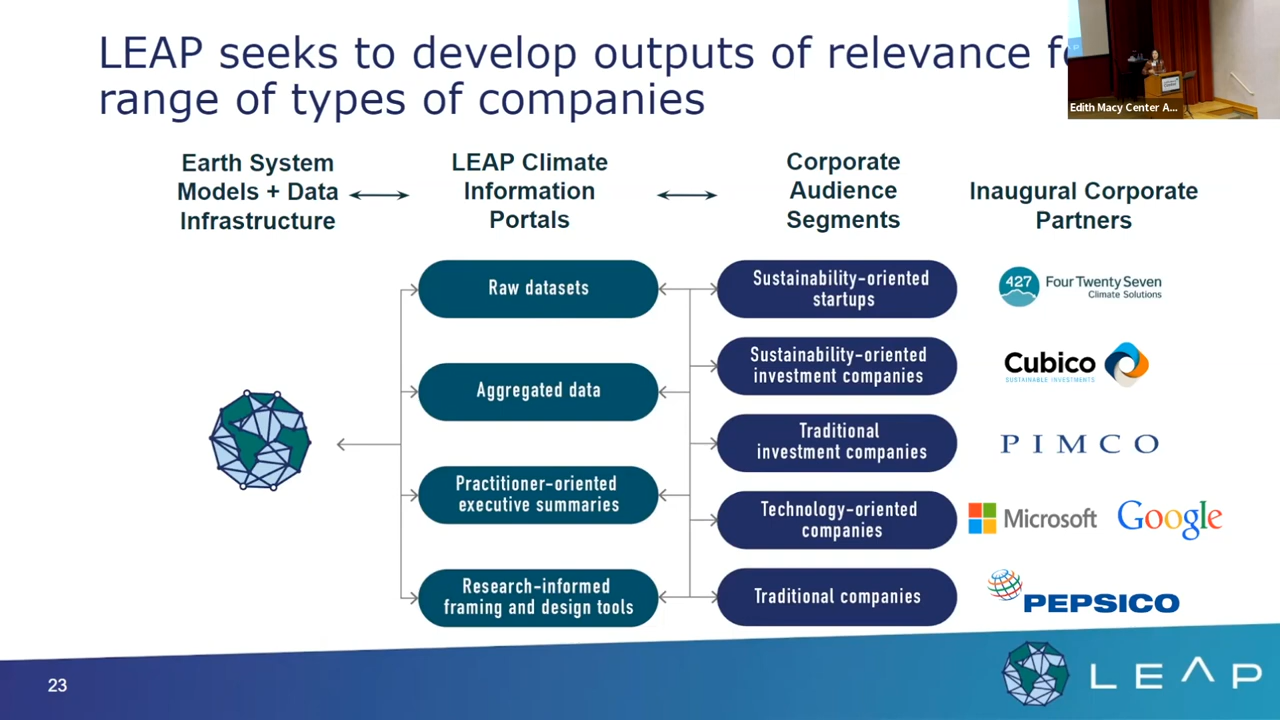 LEAP seeks to develop outputs of relevance f
range of types of companies
Edith Macy Center A...
Earth System
Models + Data
Infrastructure
LEAP Climate
Information
Portals
Corporate
Audience
Segments
Inaugural Corporate
Partners
Raw datasets
Aggregated data
Practitioner-oriented
executive summaries
Research-informed
framing and design tools
Sustainability-oriented
startups
Sustainability-oriented
investment companies
Traditional
investment companies
Technology-oriented
companies
Traditional companies
427 Four Twenty Seven
Climate Solutions
Cubico
SUSTAINABLE INVESTMENTS
PIMCO
Microsoft Google
PEPSICO
23
LEAP